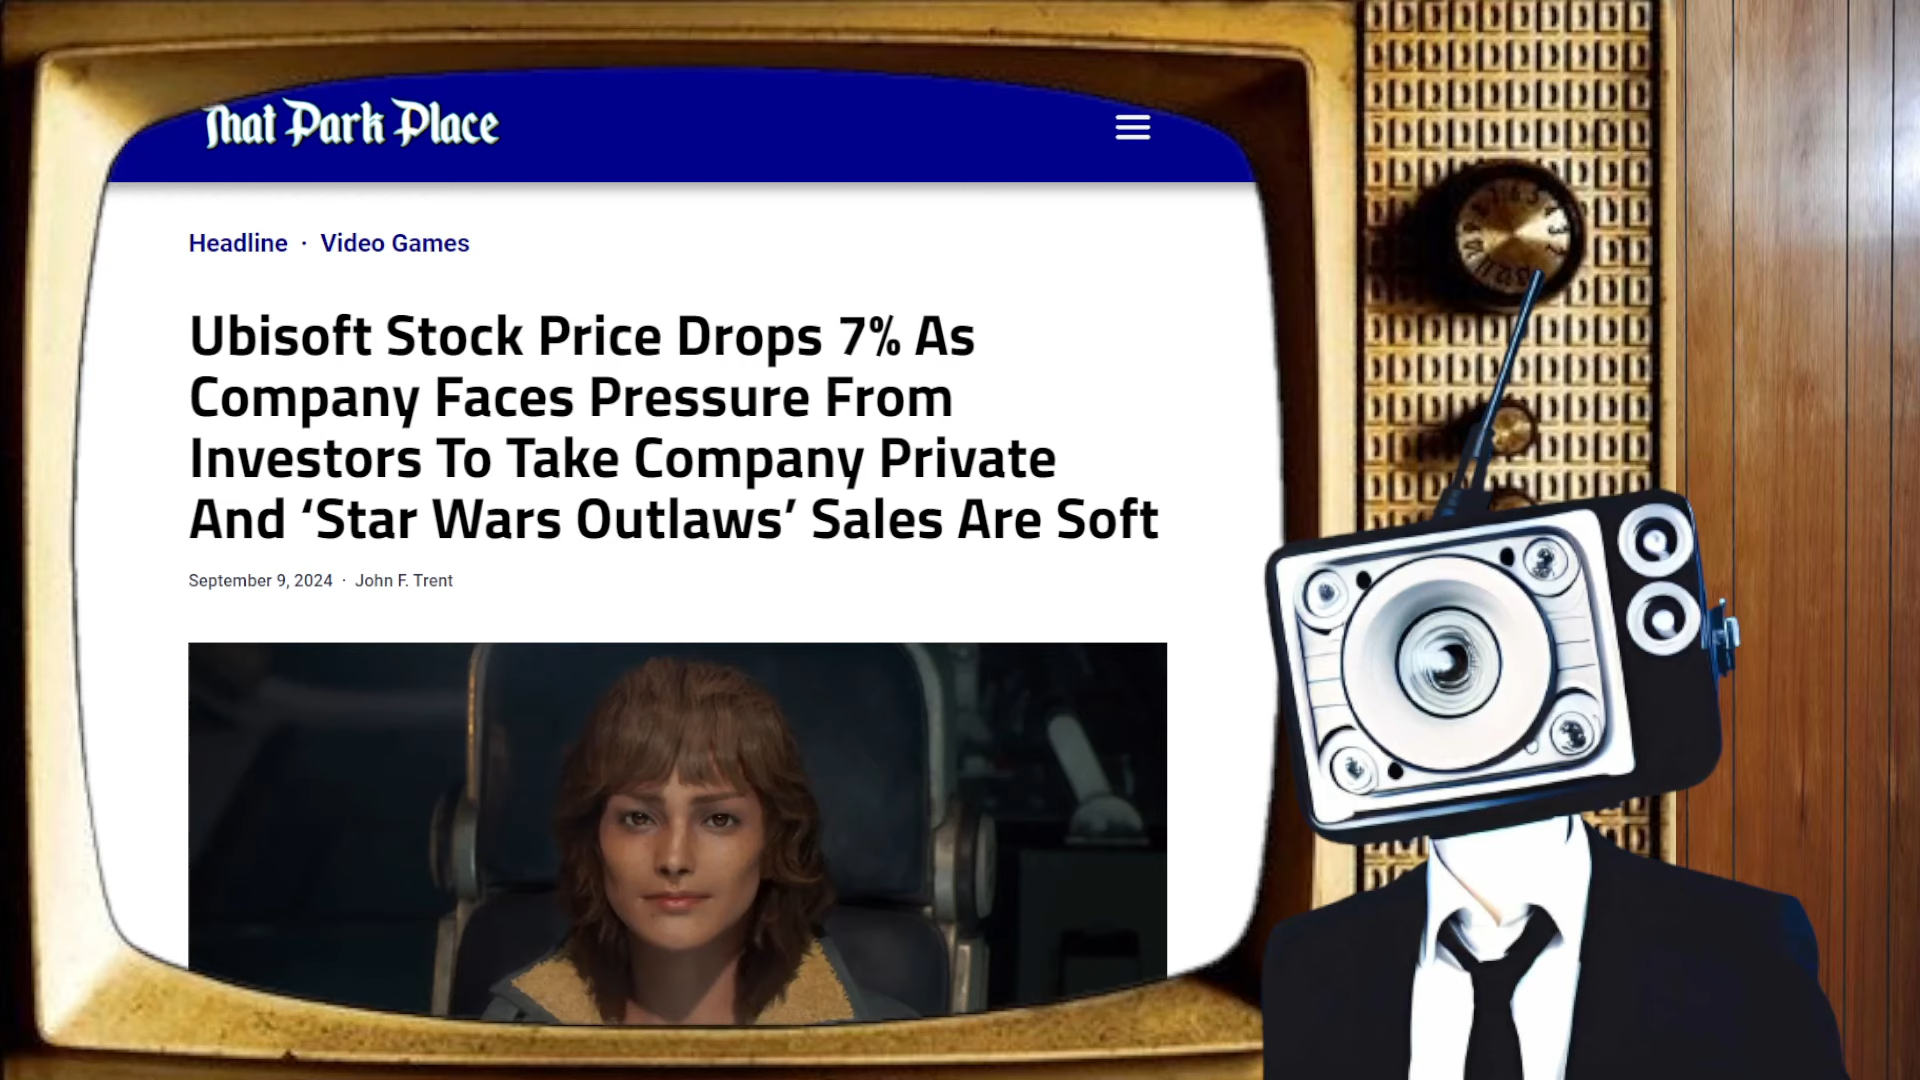 That Park Place
Headline · Video Games
Ubisoft Stock Price Drops 7% As
Company Faces Pressure From
Investors To Take Company Private
And ‘Star Wars Outlaws’ Sales Are Soft
September 9, 2024 · John F. Trent